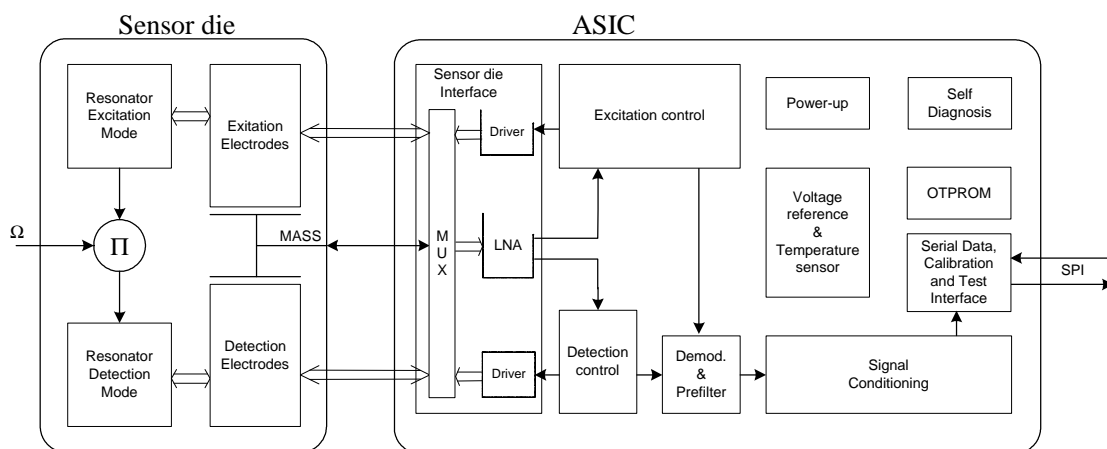 Sensor die
ASIC
Resonator
Excitation
Mode
Exitation
Electrodes
Sensor die
Interface
Driver
Excitation control
Power-up
Self
Diagnosis
Ω
Π
MASS
MUX
LNA
Voltage
reference
&
Temperature
sensor
OTPROM
Serial Data,
Calibration
and Test
Interface
SPI
Resonator
Detection
Mode
Detection
Electrodes
Driver
Detection
control
Demod.
&
Prefilter
Signal
Conditioning